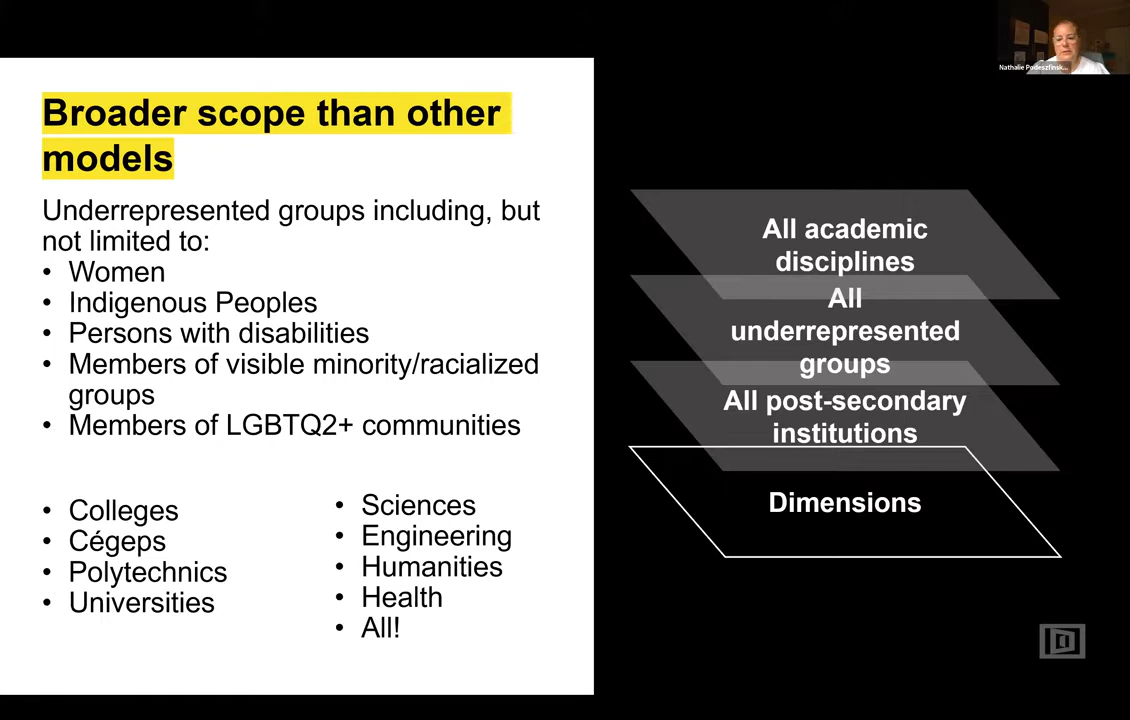 Broader scope than other
models
Underrepresented groups including, but
not limited to:
• Women
• Indigenous Peoples
• Persons with disabilities
• Members of visible minority/racialized
groups
• Members of LGBTQ2+ communities
• Colleges
• Cégeps
• Polytechnics
• Universities
• Sciences
• Engineering
• Humanities
• Health
• All!
All academic
disciplines
All
underrepresented
groups
All post-secondary
institutions
Dimensions
Nathalie Podeszfinsk...